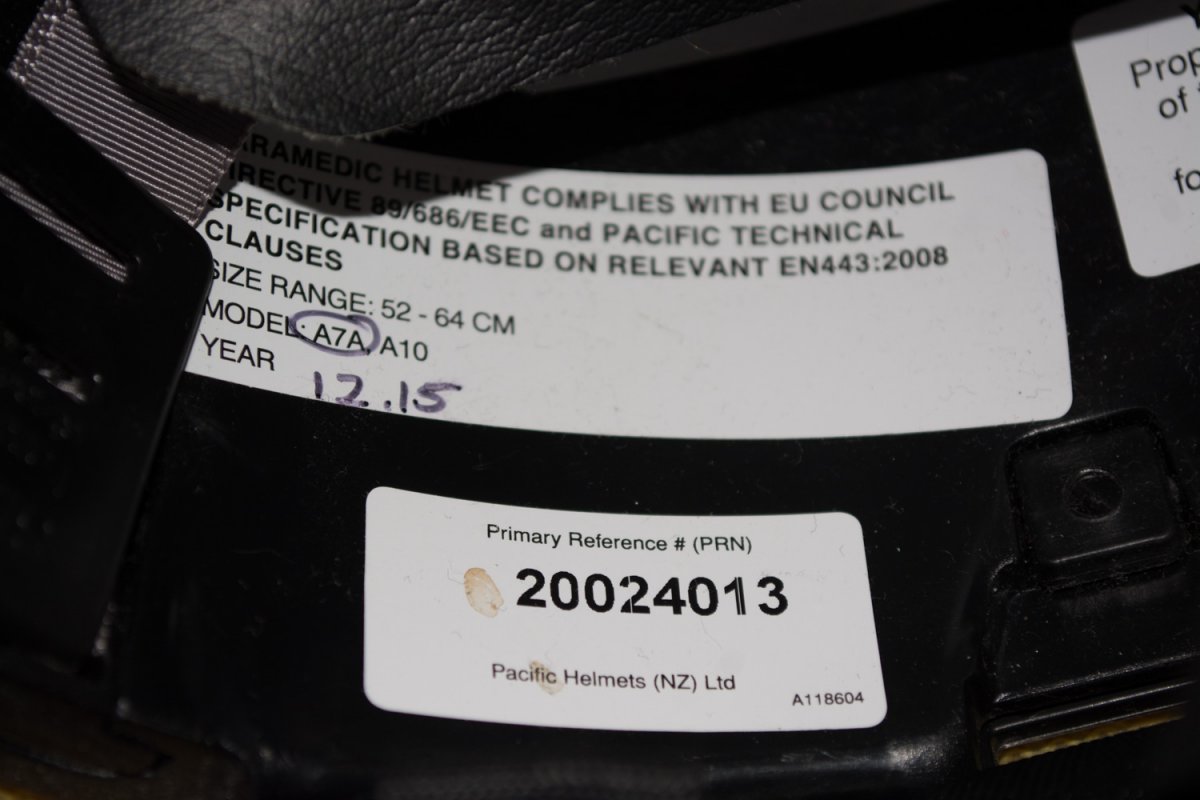 PARAMEDIC HELMET COMPLIES WITH EU COUNCIL
DIRECTIVE 89/686/EEC and PACIFIC TECHNICAL
SPECIFICATION BASED ON RELEVANT EN443:2008
CLAUSES
SIZE RANGE: 52 - 64 CM
MODEL: A7A, A10
YEAR 12.15
Prop
of
fo
Primary Reference # (PRN)
20024013
Pacific Helmets (NZ) Ltd
A118604